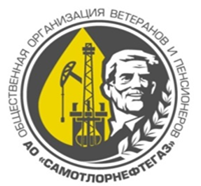 ОБЩЕСТВЕННАЯ ОРГАНИЗАЦИЯ ВЕТЕРАНОВ И ПЕНСИОНЕРОВ
АО «САМОТЛОРНЕФТЕГАЗ»